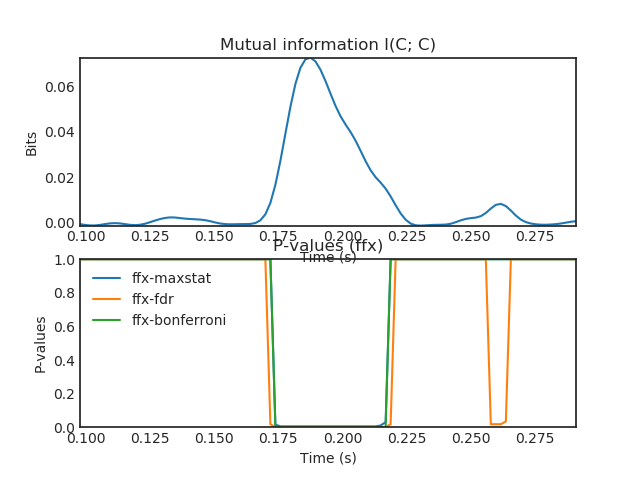 Mutual information I(C; C)
0.06
0.04
0.02
0.00
Bits
0.100 0.125 0.150 0.175 0.200 0.225 0.250 0.275
Time (s)
P-values (ffx)
1.0
0.8
0.6
0.4
0.2
0.0
P-values
ffx-maxstat
ffx-fdr
ffx-bonferroni
0.100 0.125 0.150 0.175 0.200 0.225 0.250 0.275
Time (s)